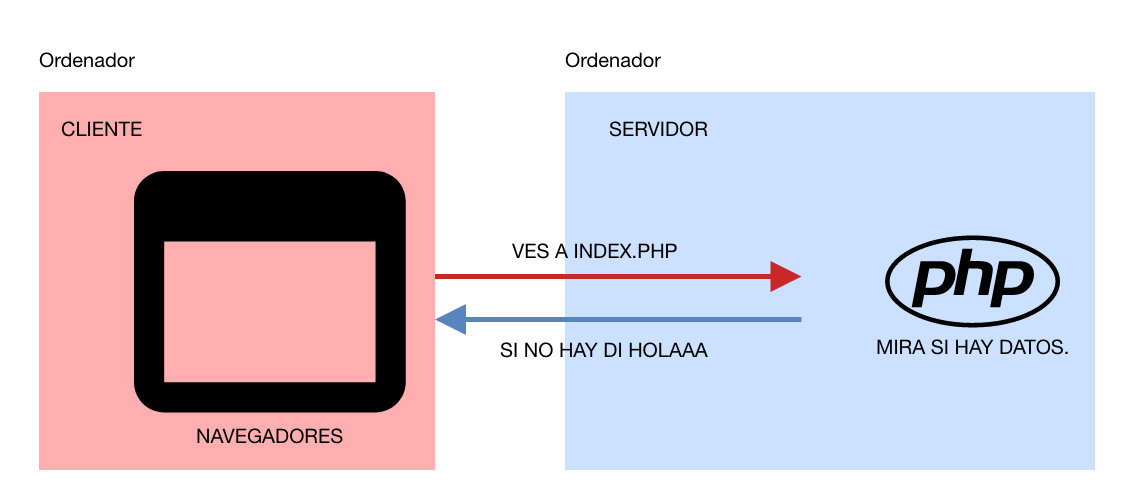 Ordenador
Ordenador
CLIENTE
SERVIDOR
VES A INDEX.PHP
php
SI NO HAY DI HOLAAA
MIRA SI HAY DATOS.
NAVEGADORES